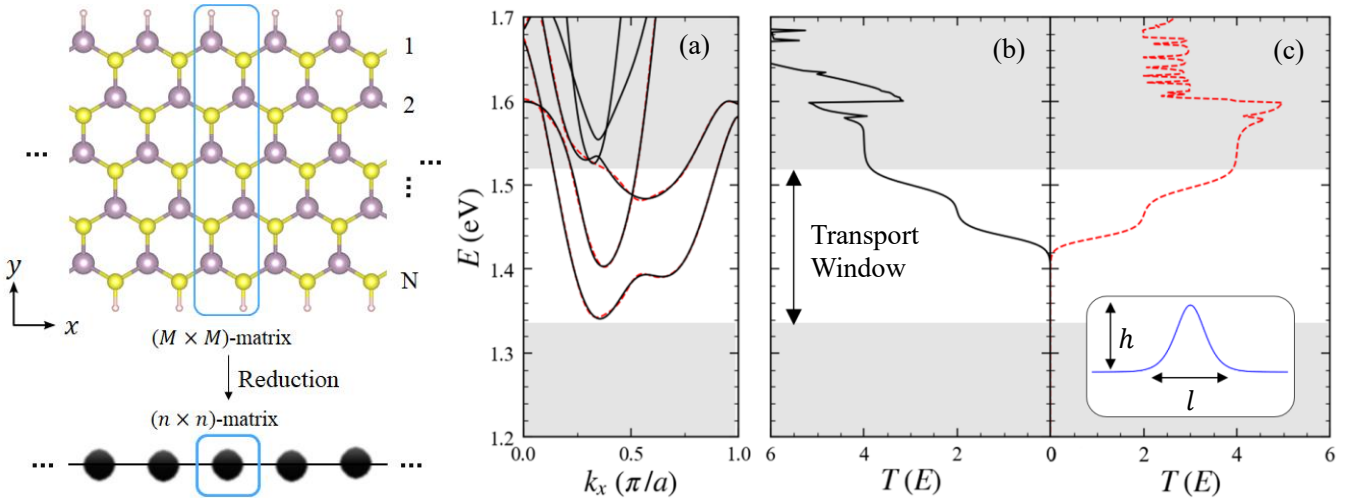 1
2
...
...
⋮
N
y
x
(M × M)-matrix
Reduction
(n × n)-matrix
...
...
1.7
1.6
1.5
1.4
1.3
1.2
E (eV)
0.0
0.5
1.0
k_x (π/a)
(a)
(b)
(c)
Transport
Window
6
4
2
0
2
4
6
T (E)
T (E)
h
l